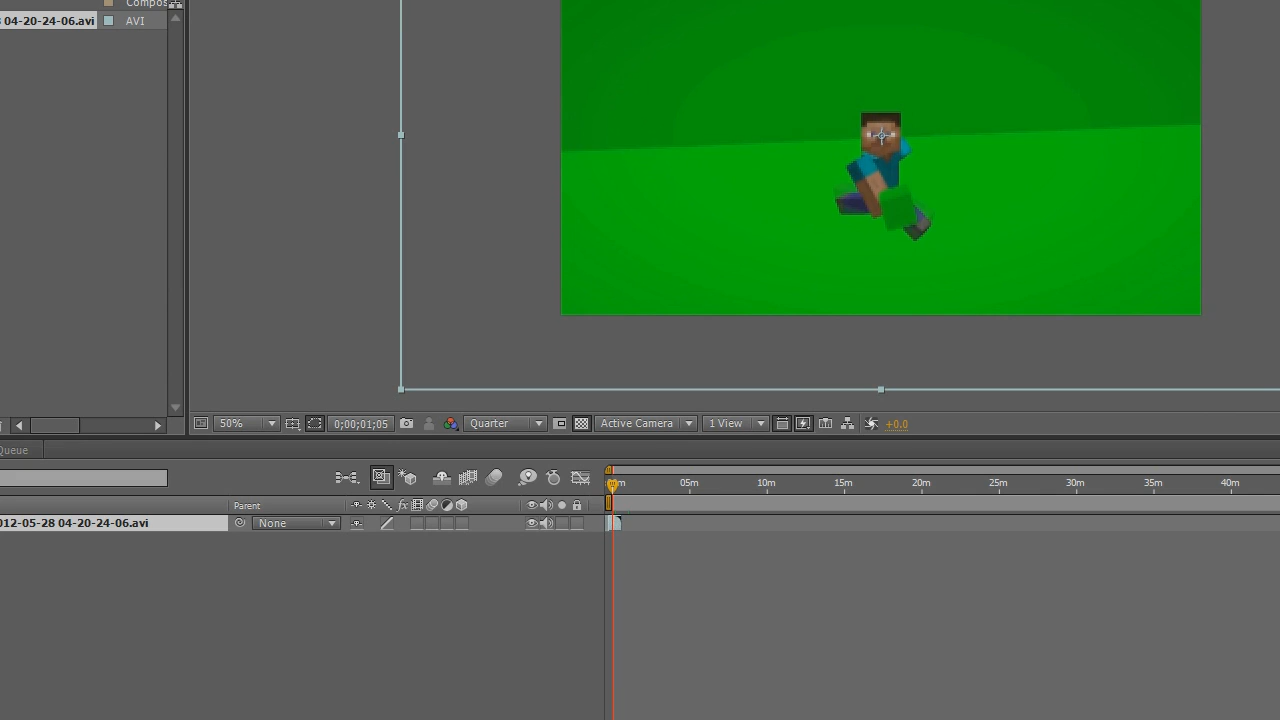 Compos
04-20-24-06.avi AVI
50% 0;00;01;05 Quarter Active Camera 1 View +0.0
Queue
05m 10m 15m 20m 25m 30m 35m 40m
Parent fx
012-05-28 04-20-24-06.avi None